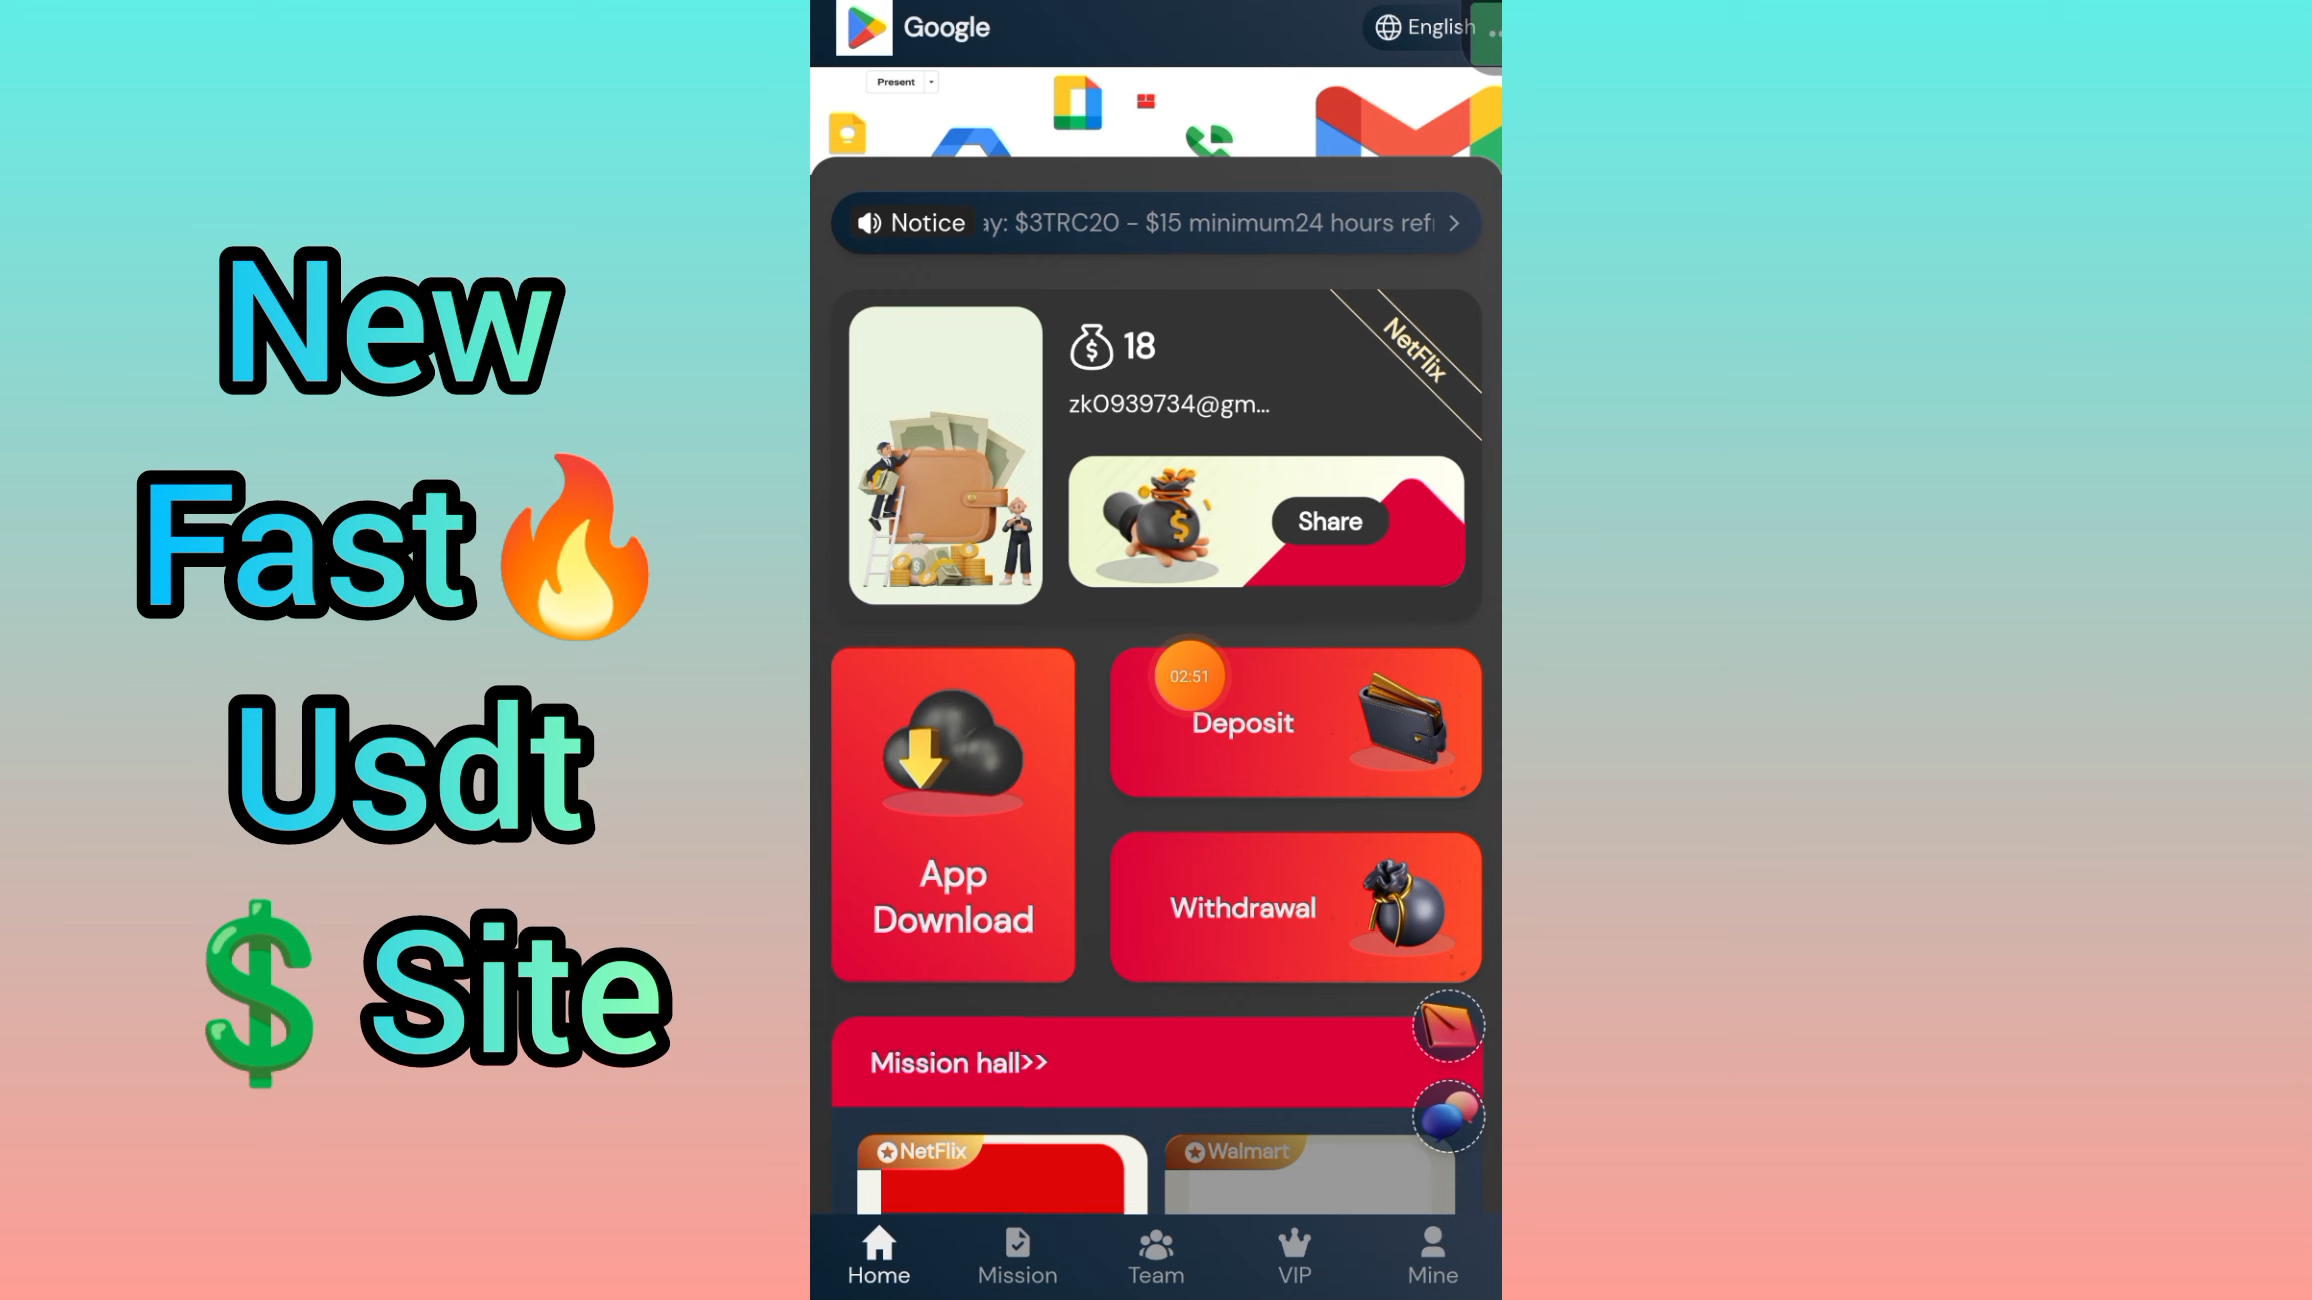 New
Fast🔥
Usdt
$ Site
Google
English
Present
Notice
ay: $3TRC20 - $15 minimum24 hours ref
18
NetFlix
zk0939734@gm...
Share
02:51
Deposit
App
Download
Withdrawal
Mission hall>>
NetFlix
Walmart
Home
Mission
Team
VIP
Mine